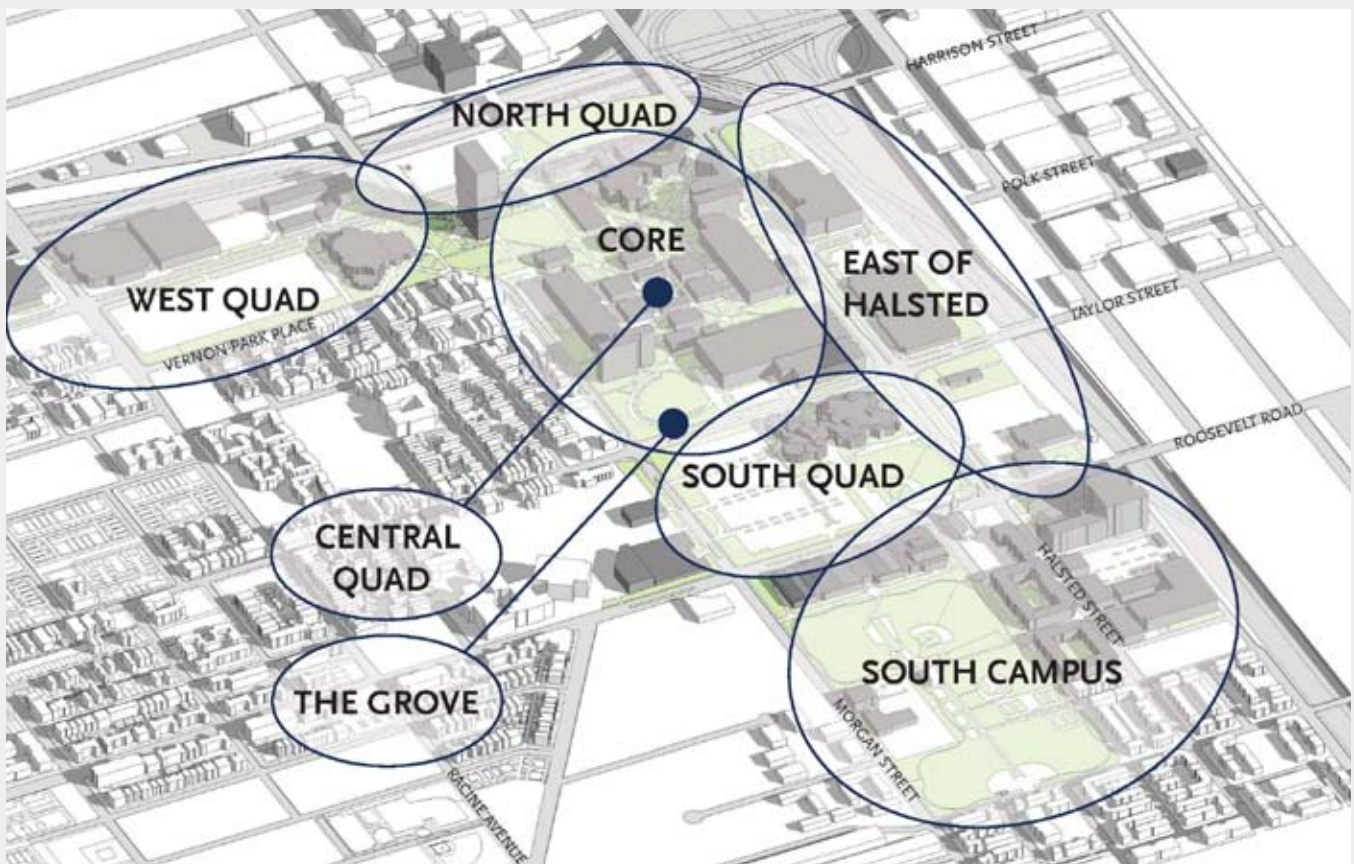 HARRISON STREET
NORTH QUAD
POLK STREET
CORE
EAST OF
HALSTED
WEST QUAD
TAYLOR STREET
VERNON PARK PLACE
ROOSEVELT ROAD
SOUTH QUAD
CENTRAL
QUAD
HALSTED STREET
SOUTH CAMPUS
THE GROVE
MORGAN STREET
RACINE AVENUE